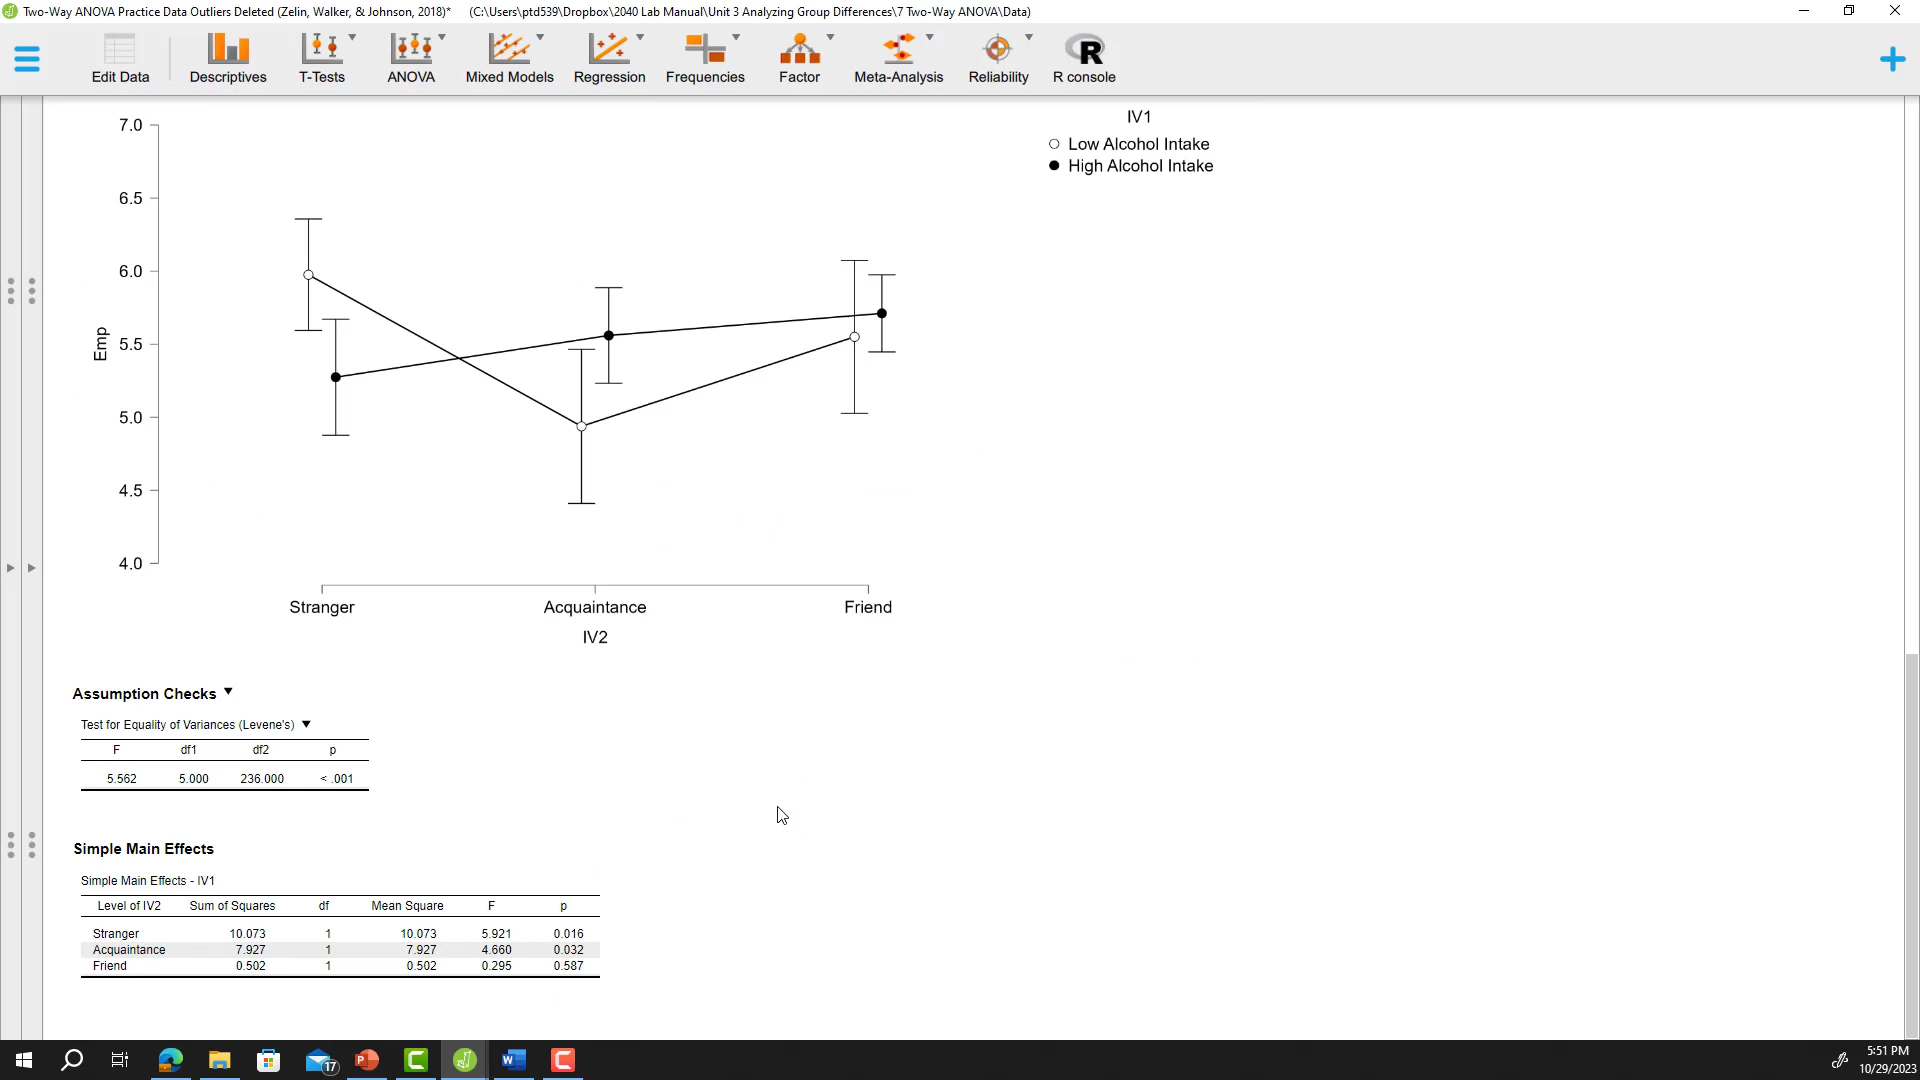 Two-Way ANOVA Practice Data Outliers Deleted (Zelin, Walker, & Johnson, 2018)* (C:\Users\ptd539\Dropbox\2040 Lab Manual\Unit 3 Analyzing Group Differences\7 Two-Way ANOVA\Data)
Edit Data Descriptives T-Tests ANOVA Mixed Models Regression Frequencies Factor Meta-Analysis Reliability R console
IV1
Low Alcohol Intake
High Alcohol Intake
7.0
6.5
6.0
5.5
5.0
4.5
4.0
Emp
Stranger Acquaintance Friend
IV2
Assumption Checks
Test for Equality of Variances (Levene's)
F df1 df2 p
5.562 5.000 236.000 < .001
Simple Main Effects
Simple Main Effects - IV1
Level of IV2 Sum of Squares df Mean Square F p
Stranger 10.073 1 10.073 5.921 0.016
Acquaintance 7.927 1 7.927 4.660 0.032
Friend 0.502 1 0.502 0.295 0.587
17
5:51 PM
10/29/2023